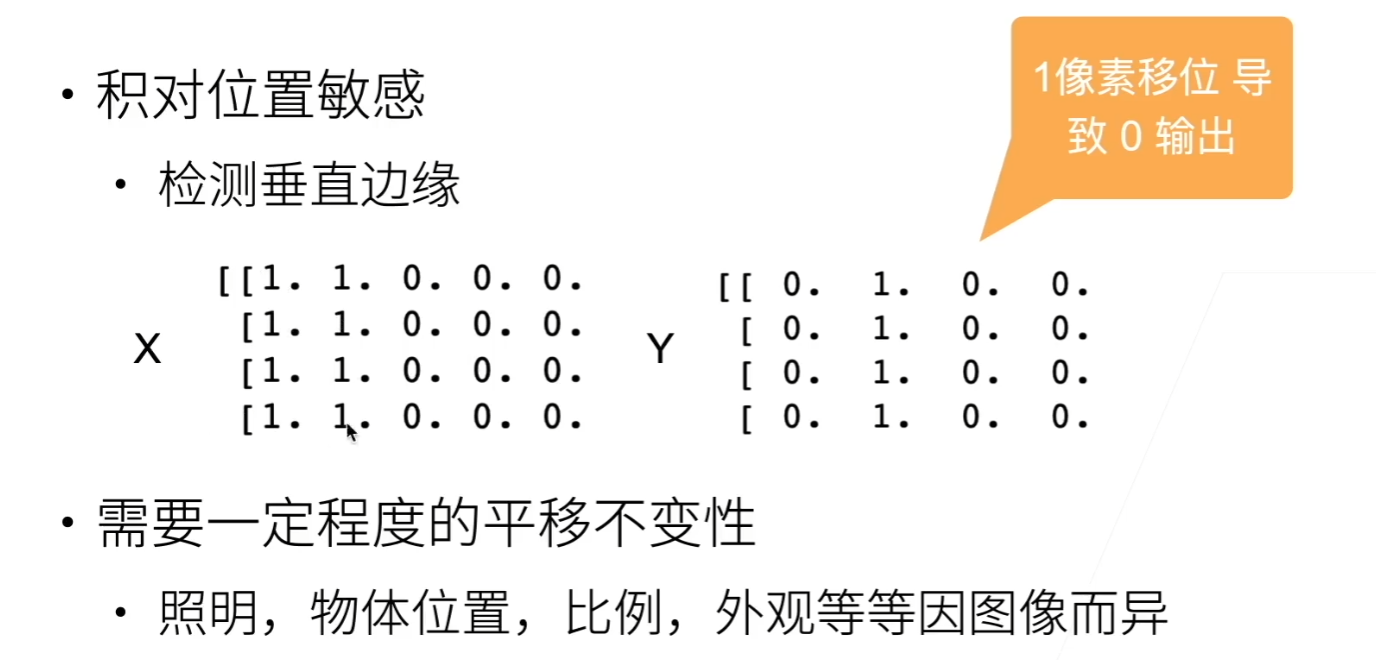 1像素移位 导
致 0 输出
• 积对位置敏感
• 检测垂直边缘
X
[[1. 1. 0. 0. 0.
[1. 1. 0. 0. 0.
[1. 1. 0. 0. 0.
[1. 1. 0. 0. 0.
Y
[[ 0. 1. 0. 0.
[ 0. 1. 0. 0.
[ 0. 1. 0. 0.
[ 0. 1. 0. 0.
• 需要一定程度的平移不变性
• 照明，物体位置，比例，外观等等因图像而异